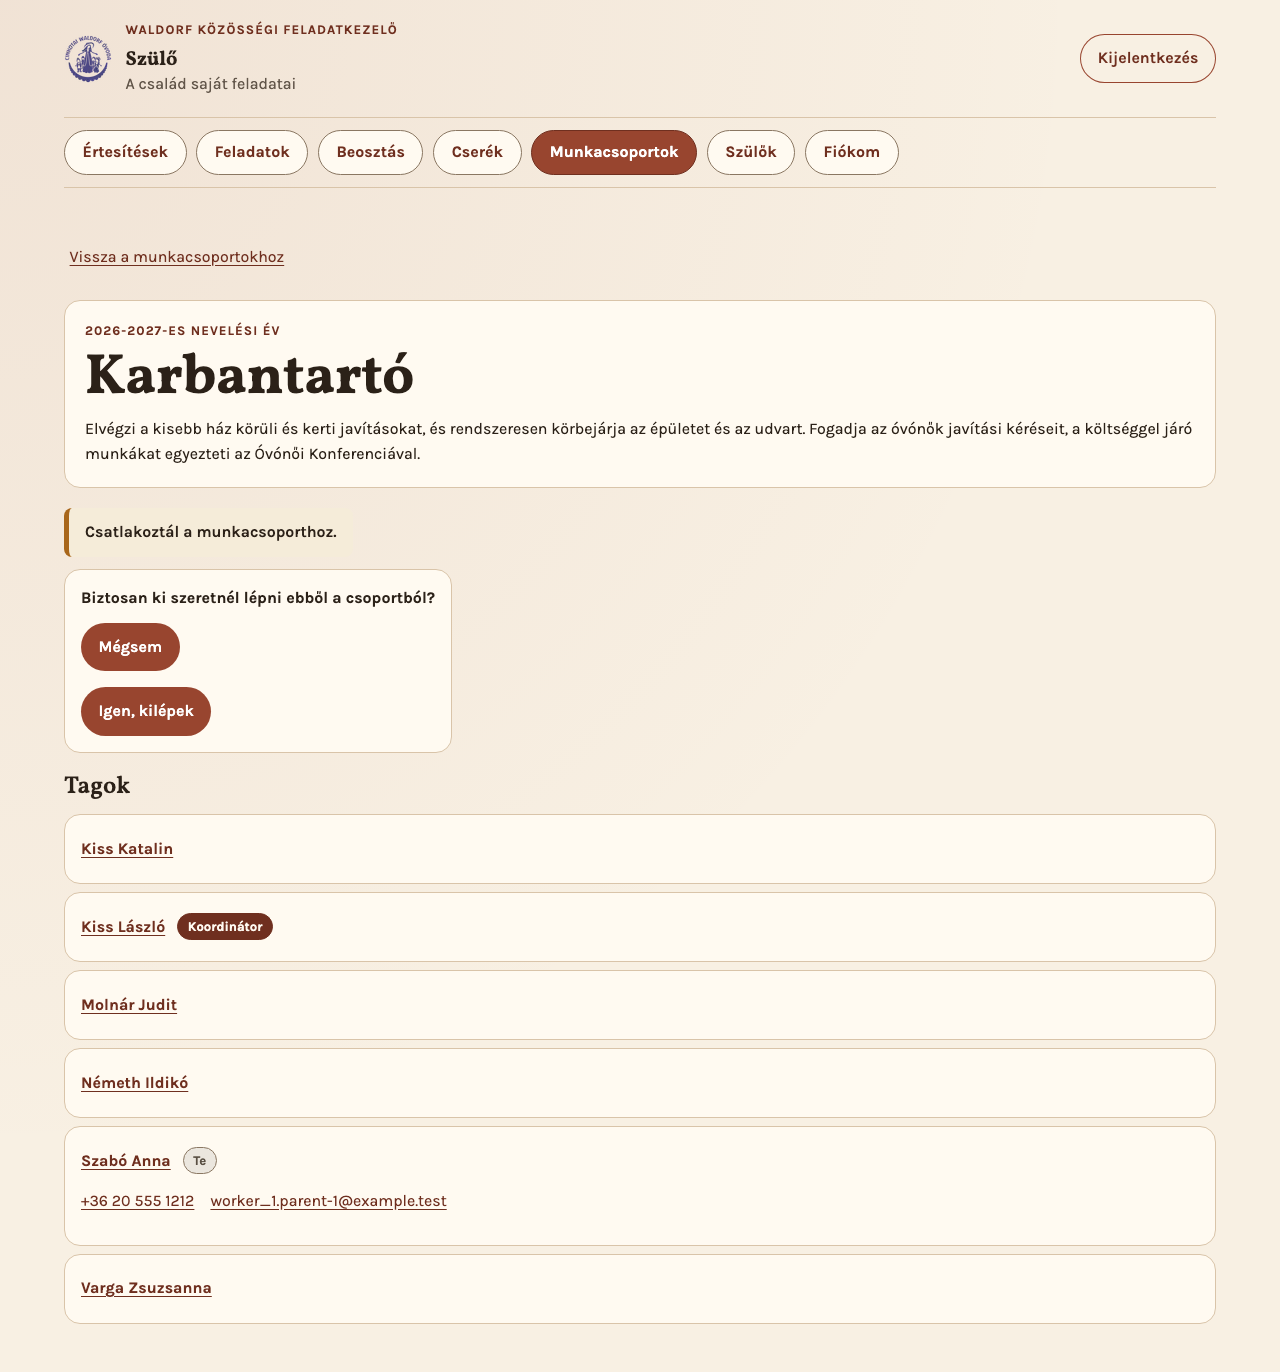 WALDORF KÖZÖSSÉGI FELADATKEZELŐ
Szülő
A család saját feladatai
Kijelentkezés
Értesítések
Feladatok
Beosztás
Cserék
Munkacsoportok
Szülők
Fiókom
Vissza a munkacsoportokhoz
2026-2027-ES NEVELÉSI ÉV
Karbantartó
Elvégzi a kisebb ház körüli és kerti javításokat, és rendszeresen körbejárja az épületet és az udvart. Fogadja az óvónők javítási kéréseit, a költséggel járó
munkákat egyezteti az Óvónői Konferenciával.
Csatlakoztál a munkacsoporthoz.
Biztosan ki szeretnél lépni ebből a csoportból?
Mégsem
Igen, kilépek
Tagok
Kiss Katalin
Kiss László Koordinátor
Molnár Judit
Németh Ildikó
Szabó Anna Te
+36 20 555 1212 worker_1.parent-1@example.test
Varga Zsuzsanna